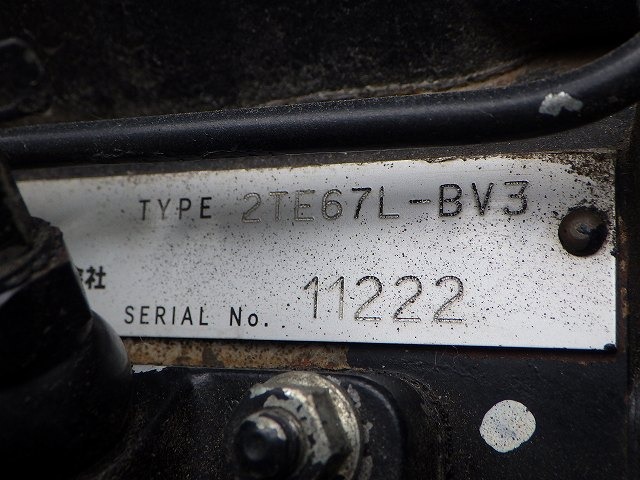 TYPE 2TE67L-BV3
社
SERIAL No. 11222